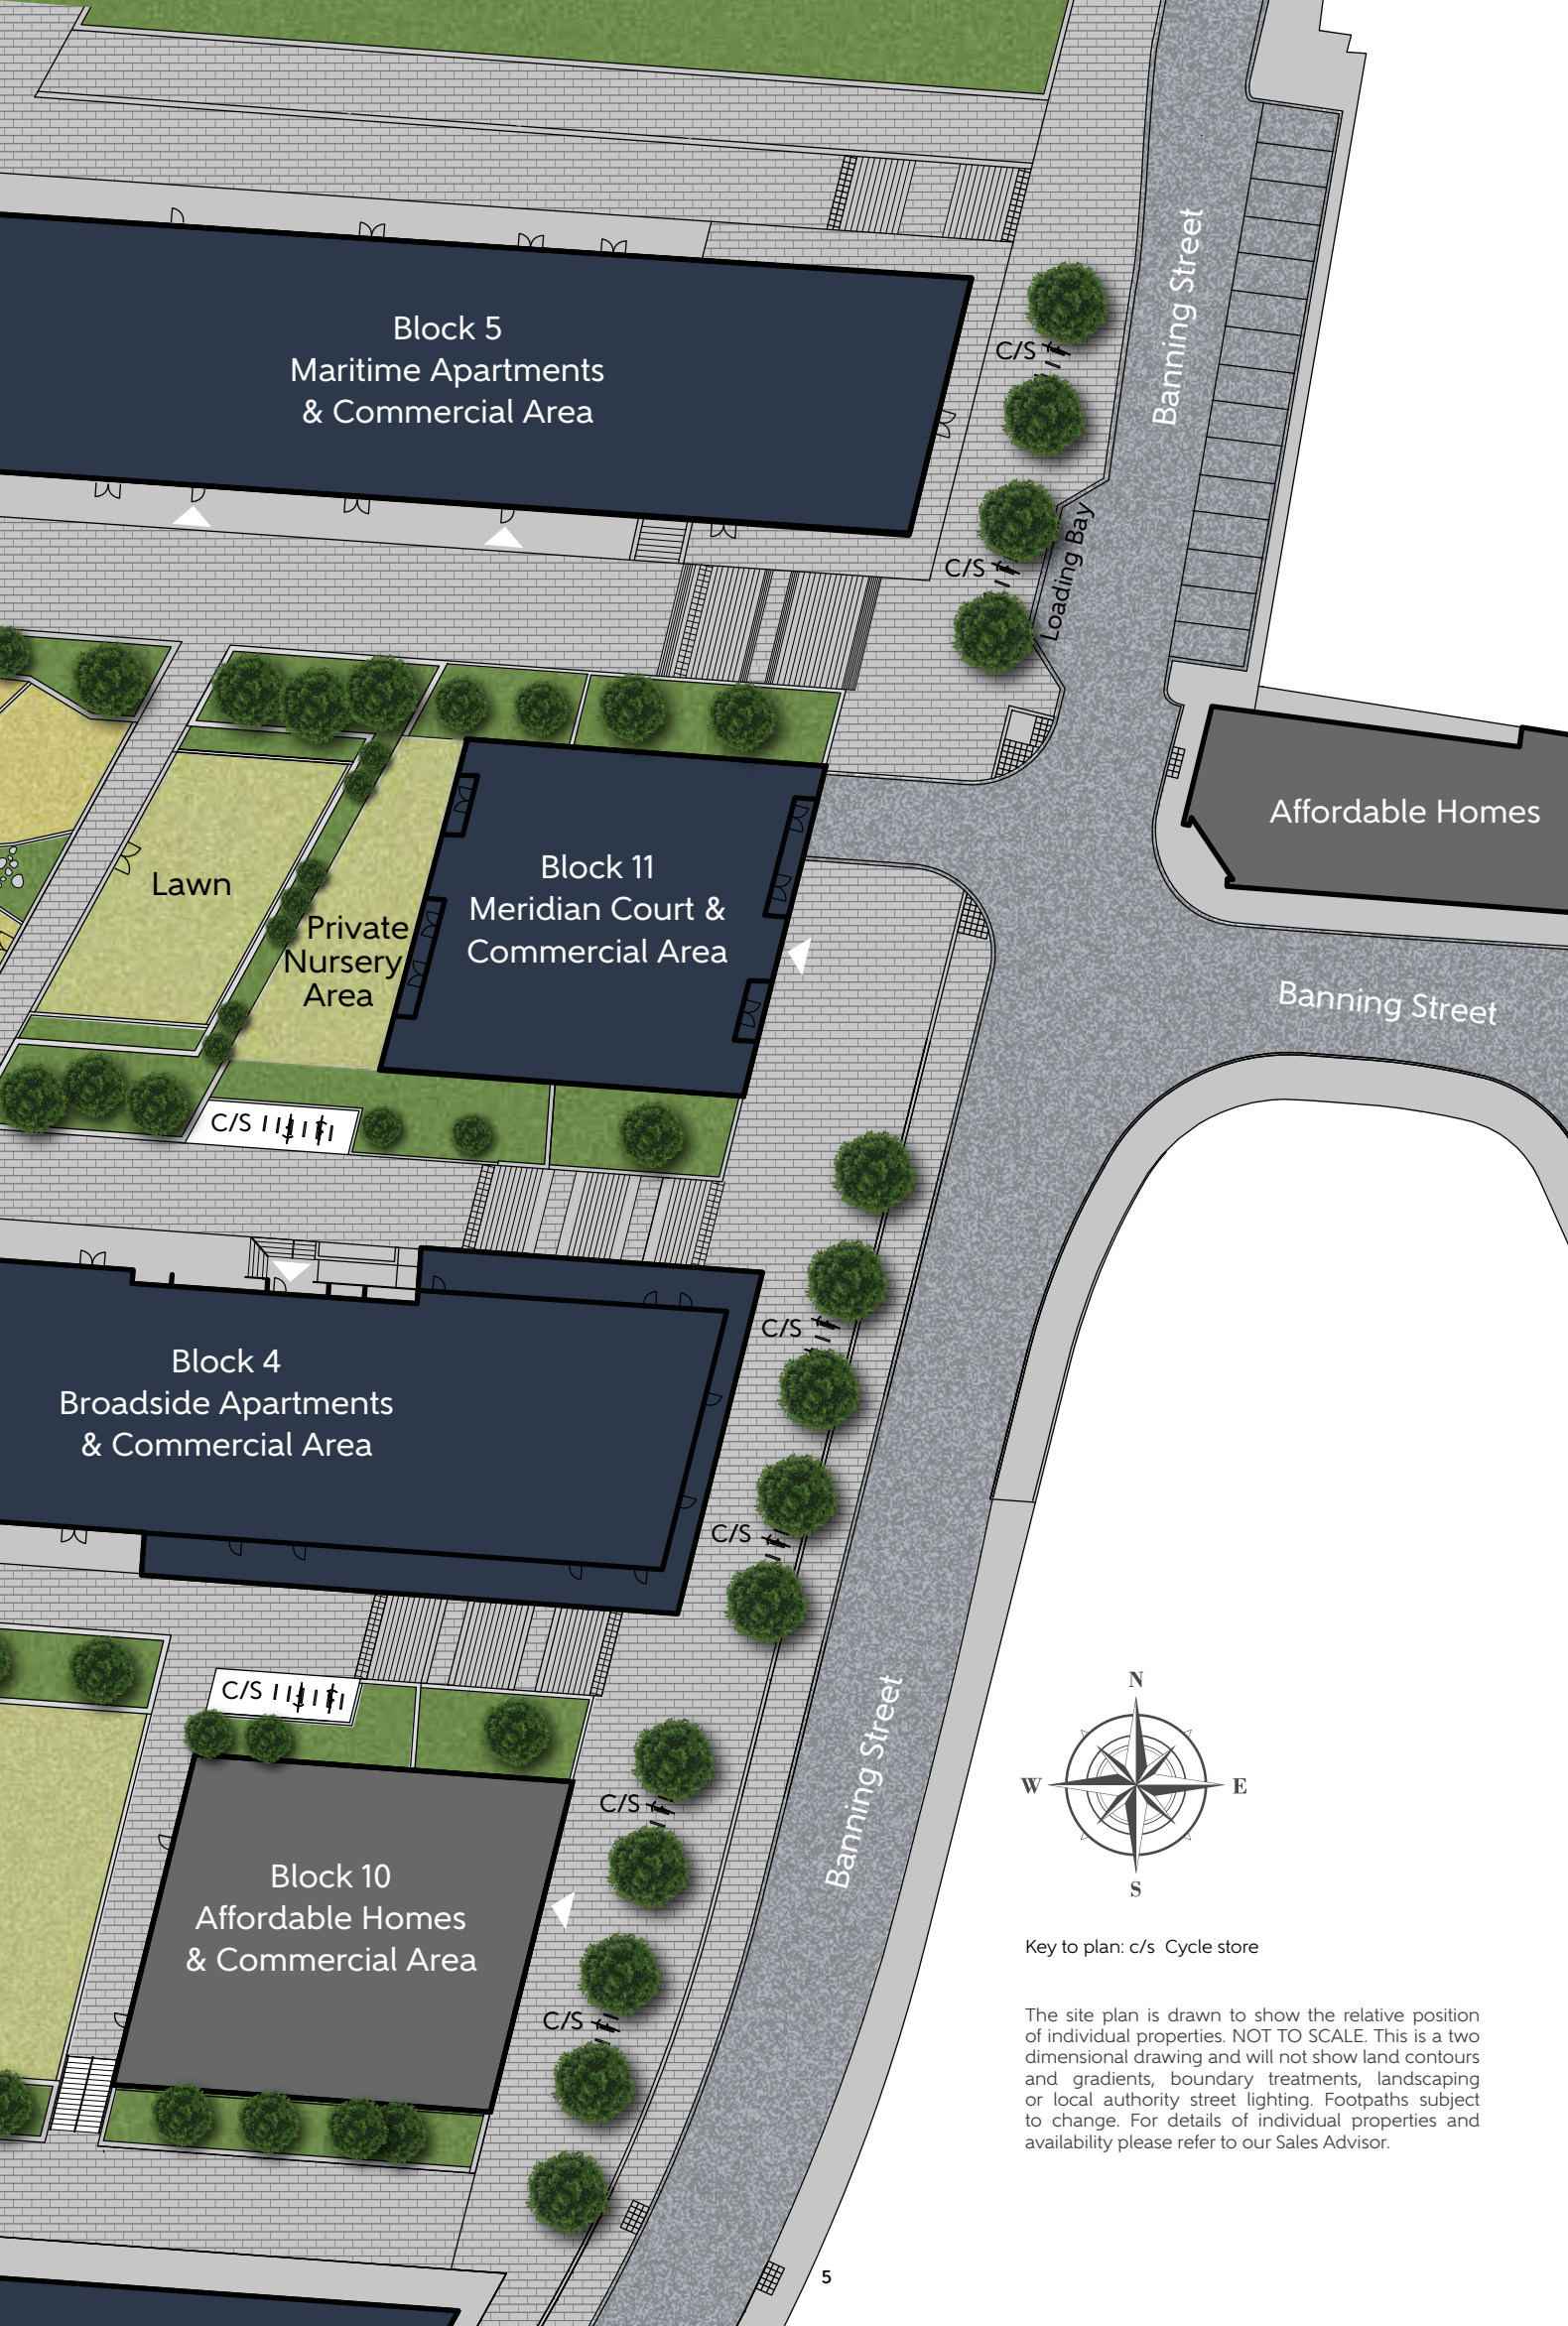 Block 5
Maritime Apartments
& Commercial Area
Banning Street
C/S
C/S
Loading Bay
Affordable Homes
Block 11
Meridian Court &
Commercial Area
Lawn
Private
Nursery
Area
Banning Street
C/S
C/S
Block 4
Broadside Apartments
& Commercial Area
C/S
C/S
Banning Street
C/S
Block 10
Affordable Homes
& Commercial Area
C/S
N
W
E
S
Key to plan: c/s Cycle store
The site plan is drawn to show the relative position
of individual properties. NOT TO SCALE. This is a two
dimensional drawing and will not show land contours
and gradients, boundary treatments, landscaping
or local authority street lighting. Footpaths subject
to change. For details of individual properties and
availability please refer to our Sales Advisor.
C/S
5